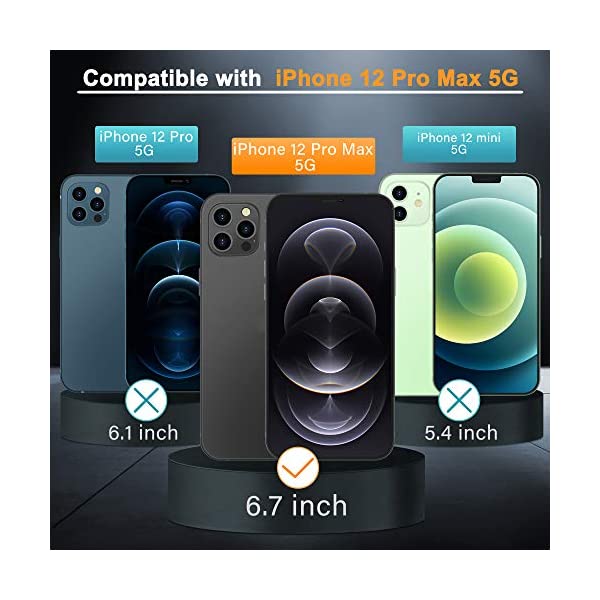 Compatible with iPhone 12 Pro Max 5G
iPhone 12 Pro
5G
iPhone 12 Pro Max
5G
iPhone 12 mini
5G
6.1 inch
6.7 inch
5.4 inch